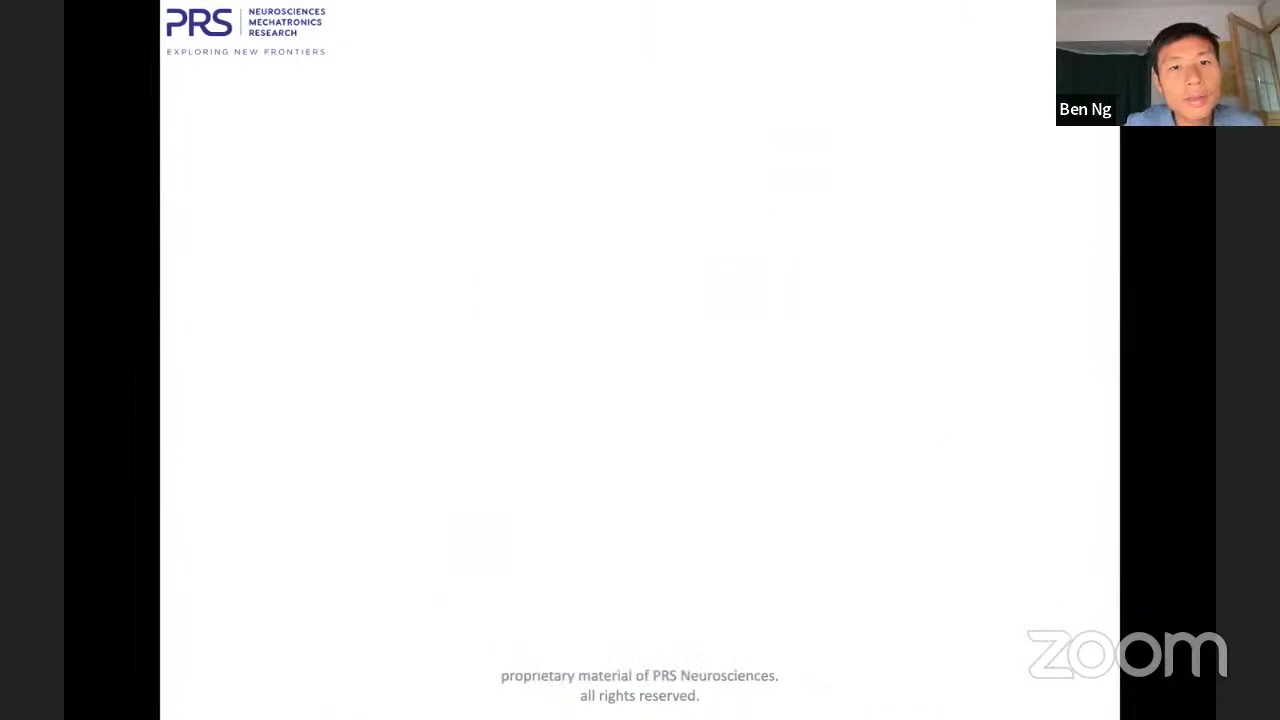 PRS
NEUROSCIENCES
MECHATRONICS
RESEARCH
EXPLORING NEW FRONTIERS
Ben Ng
zoom
proprietary material of PRS Neurosciences.
all rights reserved.